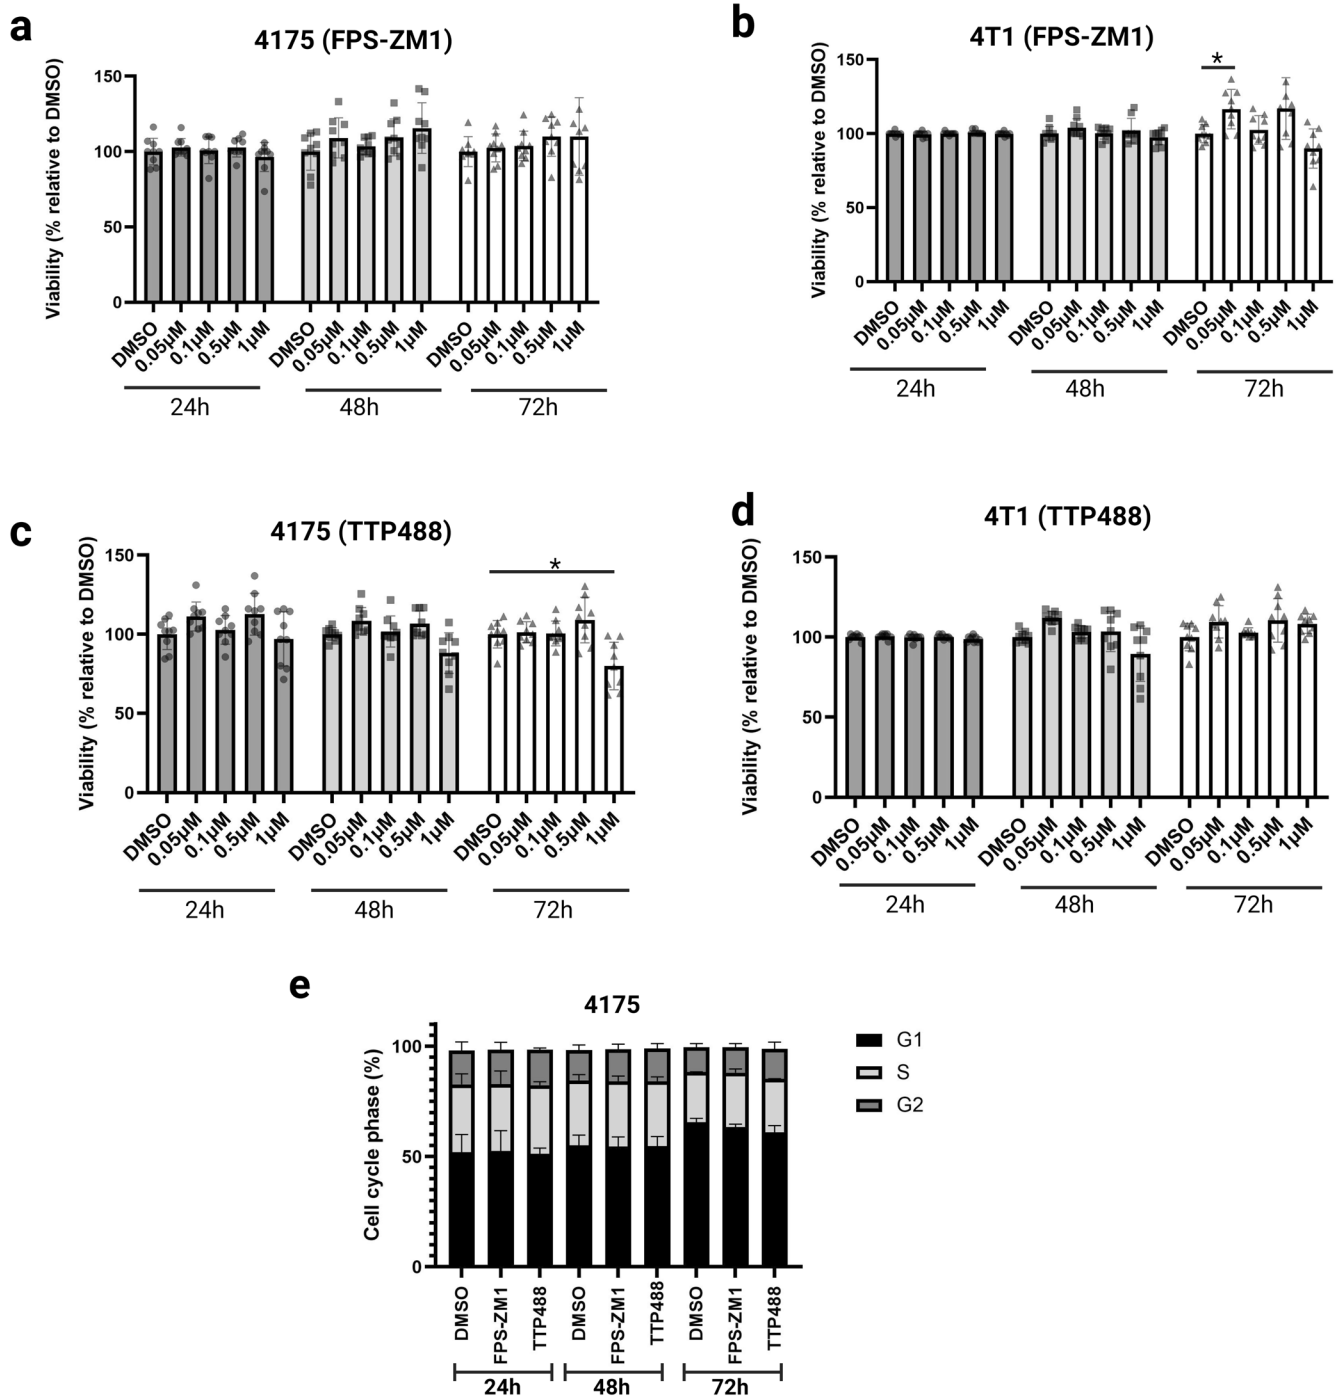 a
4175 (FPS-ZM1)
Viability (% relative to DMSO)
150
100
50
0
DMSO 0.05µM 0.1µM 0.5µM 1µM DMSO 0.05µM 0.1µM 0.5µM 1µM DMSO 0.05µM 0.1µM 0.5µM 1µM
24h 48h 72h
b
4T1 (FPS-ZM1)
Viability (% relative to DMSO)
150
100
50
0
*
DMSO 0.05µM 0.1µM 0.5µM 1µM DMSO 0.05µM 0.1µM 0.5µM 1µM DMSO 0.05µM 0.1µM 0.5µM 1µM
24h 48h 72h
c
4175 (TTP488)
Viability (% relative to DMSO)
150
100
50
0
*
DMSO 0.05µM 0.1µM 0.5µM 1µM DMSO 0.05µM 0.1µM 0.5µM 1µM DMSO 0.05µM 0.1µM 0.5µM 1µM
24h 48h 72h
d
4T1 (TTP488)
Viability (% relative to DMSO)
150
100
50
0
DMSO 0.05µM 0.1µM 0.5µM 1µM DMSO 0.05µM 0.1µM 0.5µM 1µM DMSO 0.05µM 0.1µM 0.5µM 1µM
24h 48h 72h
e
4175
Cell cycle phase (%)
100
50
0
DMSO FPS-ZM1 TTP488 DMSO FPS-ZM1 TTP488 DMSO FPS-ZM1 TTP488
24h 48h 72h
G1
S
G2